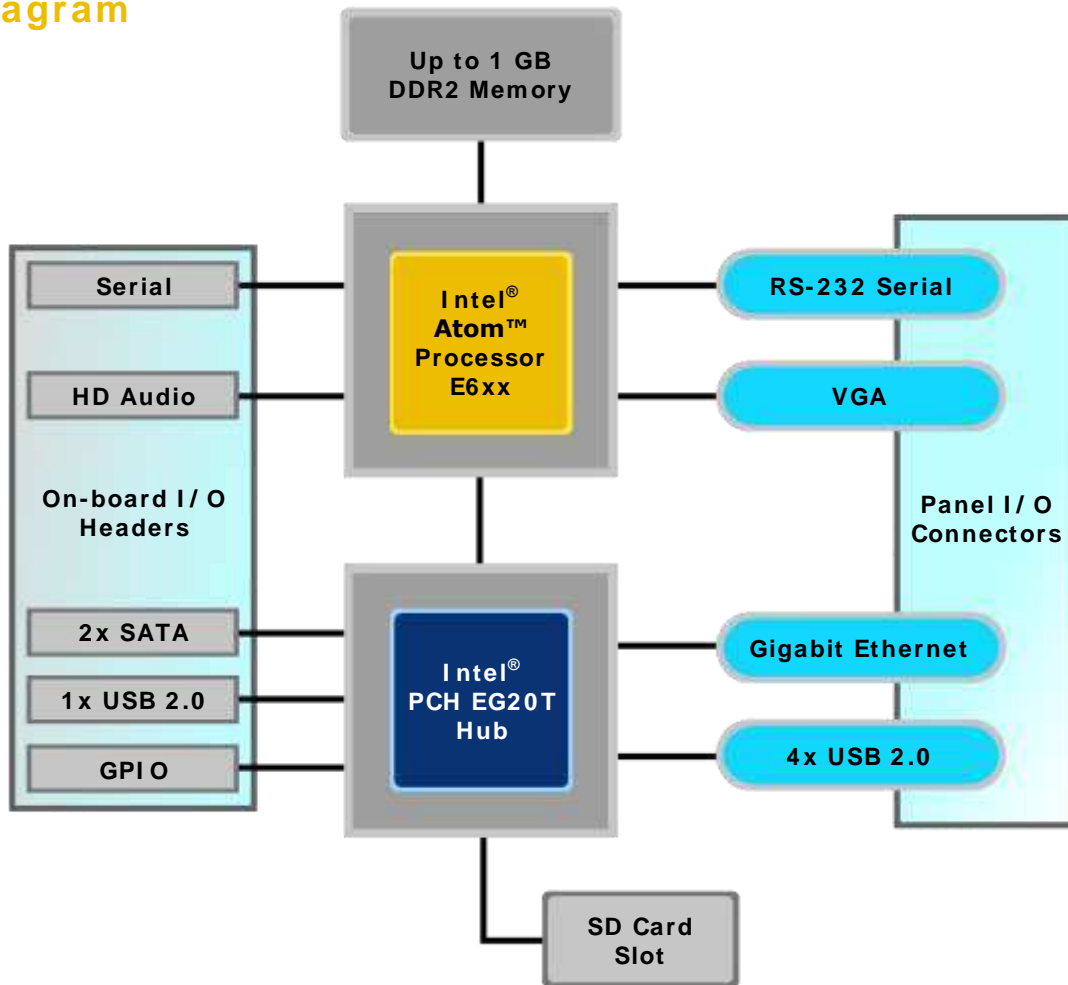 agram
Up to 1 GB
DDR2 Memory
Serial
HD Audio
On-board I/O
Headers
2x SATA
1x USB 2.0
GPIO
Intel®
Atom™
Processor
E6xx
Intel®
PCH EG20T
Hub
RS-232 Serial
VGA
Panel I/O
Connectors
Gigabit Ethernet
4x USB 2.0
SD Card
Slot